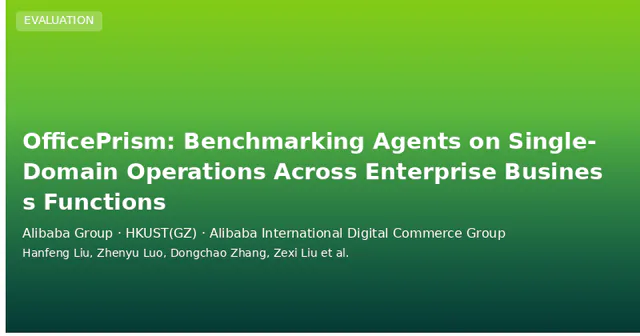 EVALUATION
OfficePrism: Benchmarking Agents on Single-
Domain Operations Across Enterprise Busines
s Functions
Alibaba Group · HKUST(GZ) · Alibaba International Digital Commerce Group
Hanfeng Liu, Zhenyu Luo, Dongchao Zhang, Zexi Liu et al.